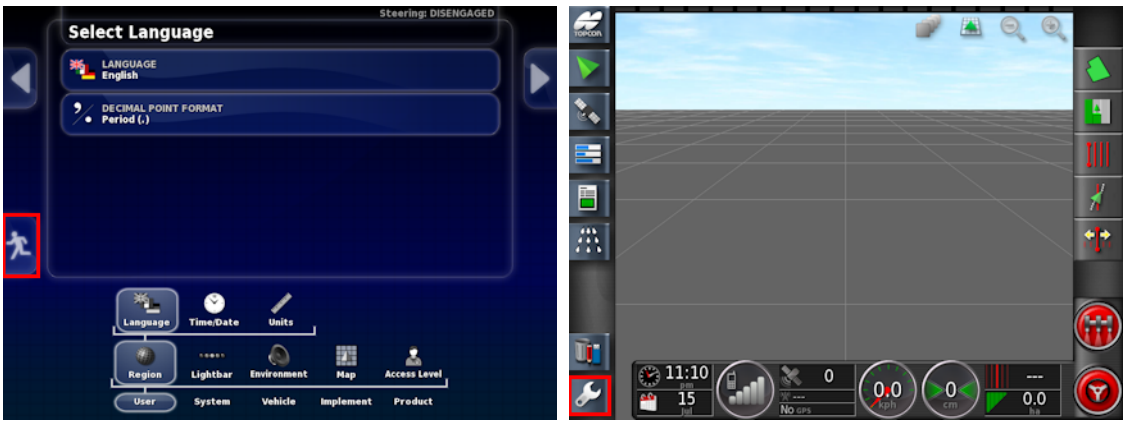 Steering: DISENGAGED
Select Language
LANGUAGE
English
DECIMAL POINT FORMAT
Period (.)
Language Time/Date Units
Region Lightbar Environment Map Access Level
User System Vehicle Implement Product
TOPCON
11:10
pm
15
Jul
0
---
No GPS
0.0
kph
0
cm
---
0.0
ha